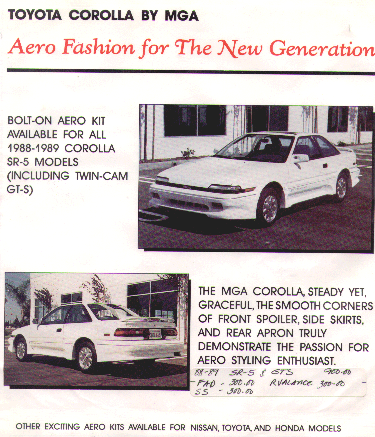 TOYOTA COROLLA BY MGA
Aero Fashion for The New Generation
BOLT-ON AERO KIT
AVAILABLE FOR ALL
1988-1989 COROLLA
SR-5 MODELS
(INCLUDING TWIN-CAM
GT-S)
THE MGA COROLLA, STEADY YET,
GRACEFUL, THE SMOOTH CORNERS
OF FRONT SPOILER, SIDE SKIRTS,
AND REAR APRON TRULY
DEMONSTRATE THE PASSION FOR
AERO STYLING ENTHUSIAST.
88-89 SR-5 & GTS 900.00
FAD - 300.00 R.VALANCE 300-00
SS - 300.00
OTHER EXCITING AERO KITS AVAILABLE FOR NISSAN, TOYOTA, AND HONDA MODELS